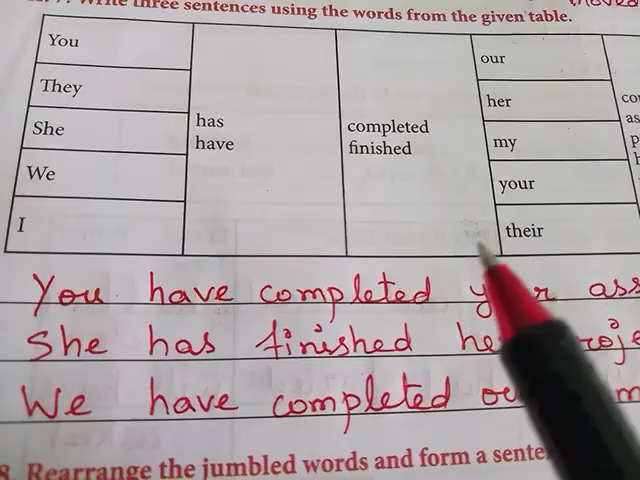 Write three sentences using the words from the given table.
You
They
She
We
I
has
have
completed
finished
our
her
my
your
their
You have completed your
She has finished
We have completed
8. Rearrange the jumbled words and form a